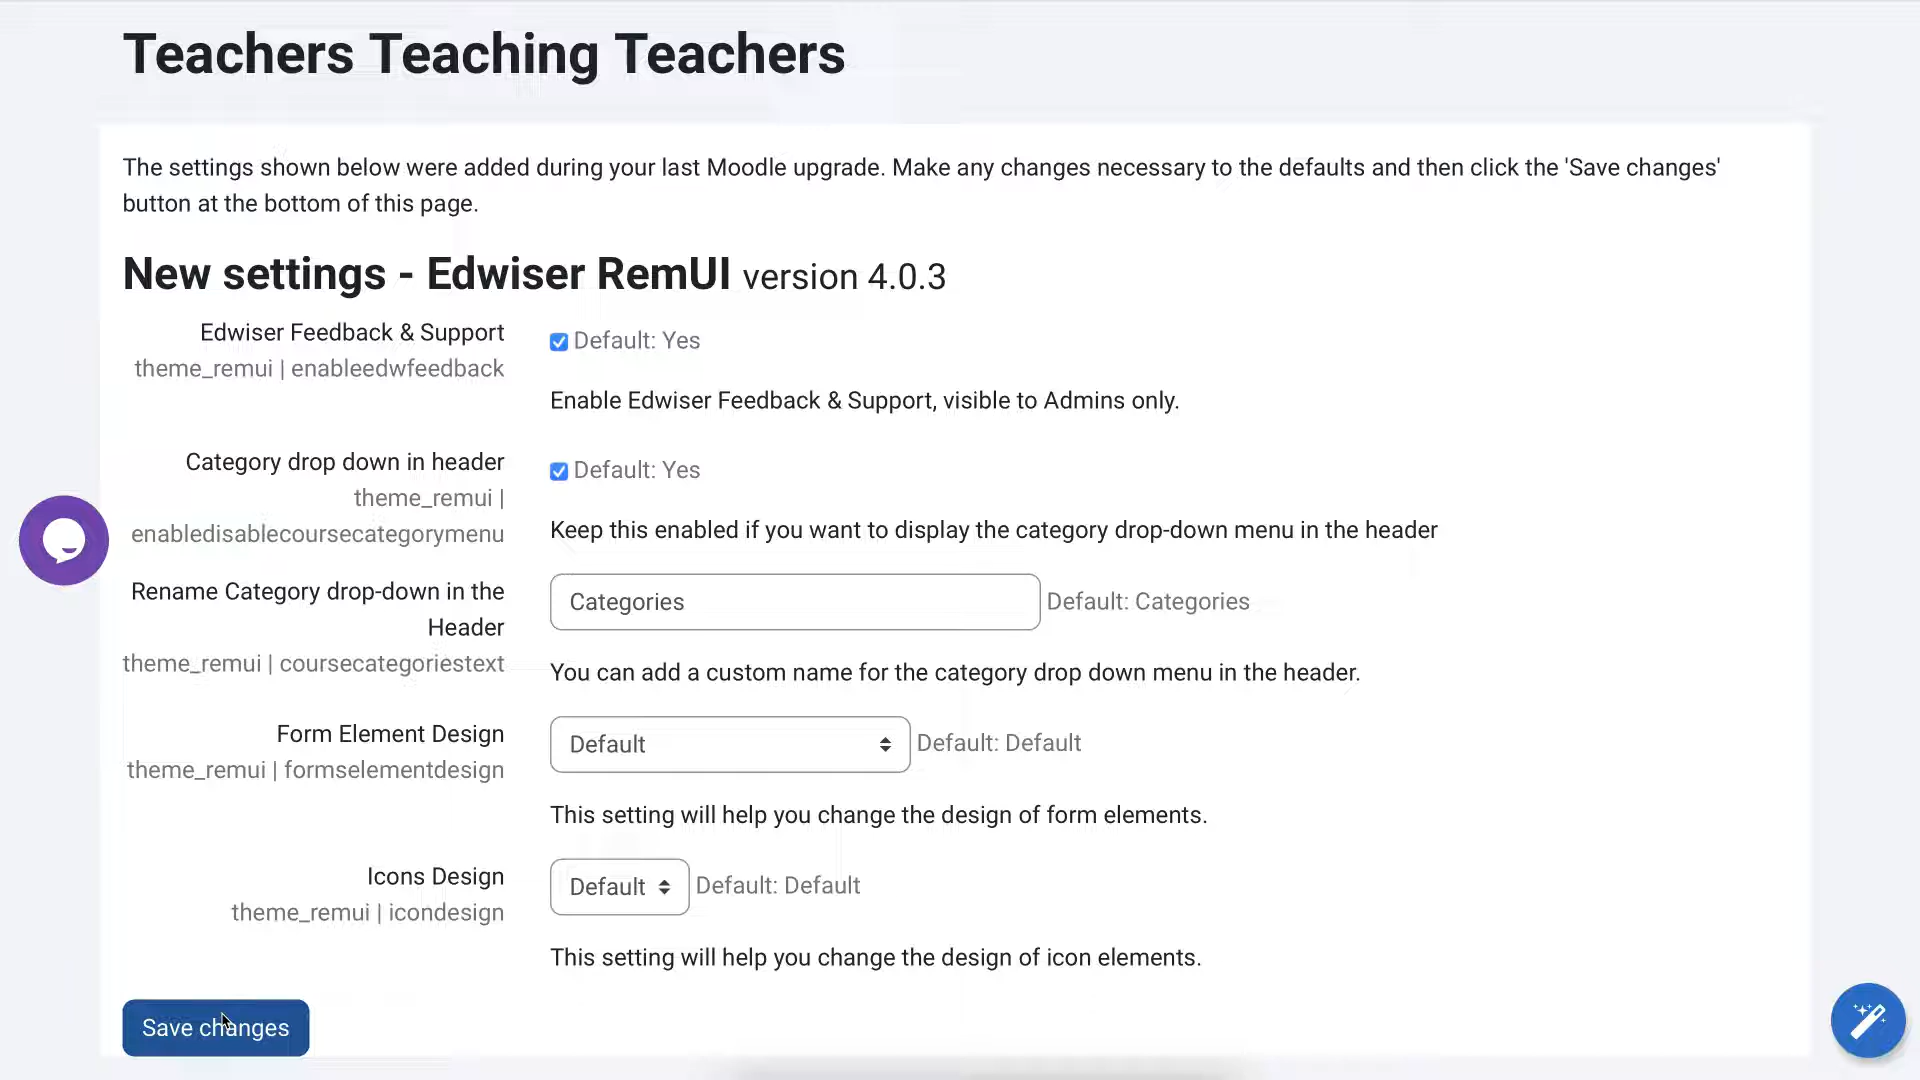 Teachers Teaching Teachers
The settings shown below were added during your last Moodle upgrade. Make any changes necessary to the defaults and then click the 'Save changes'
button at the bottom of this page.
New settings - Edwiser RemUI version 4.0.3
Edwiser Feedback & Support
theme_remui | enableedwfeedback
Default: Yes
Enable Edwiser Feedback & Support, visible to Admins only.
Category drop down in header
theme_remui |
enabledisablecoursecategorymenu
Default: Yes
Keep this enabled if you want to display the category drop-down menu in the header
Rename Category drop-down in the
Header
theme_remui | coursecategoriestext
Categories Default: Categories
You can add a custom name for the category drop down menu in the header.
Form Element Design
theme_remui | formselementdesign
Default Default: Default
This setting will help you change the design of form elements.
Icons Design
theme_remui | icondesign
Default Default: Default
This setting will help you change the design of icon elements.
Save changes